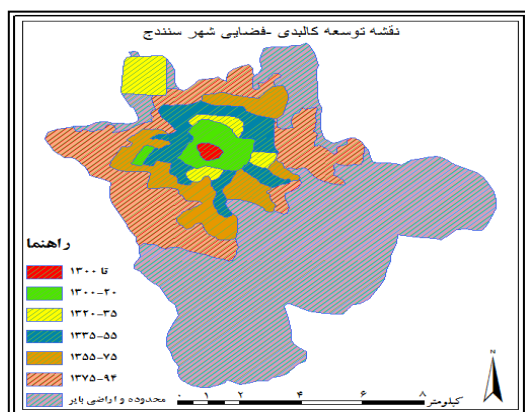 نقشه توسعه کالبدی -فضایی شهر سنندج
راهنما
تا ۱۳۰۰
۱۳۰۰-۲۰
۱۳۲۰-۳۵
۱۳۳۵-۵۵
۱۳۵۵-۷۵
۱۳۷۵-۹۴
محدوده و اراضی بایر
۰ ۱ ۲ ۴ ۶ ۸
کیلومتر
N